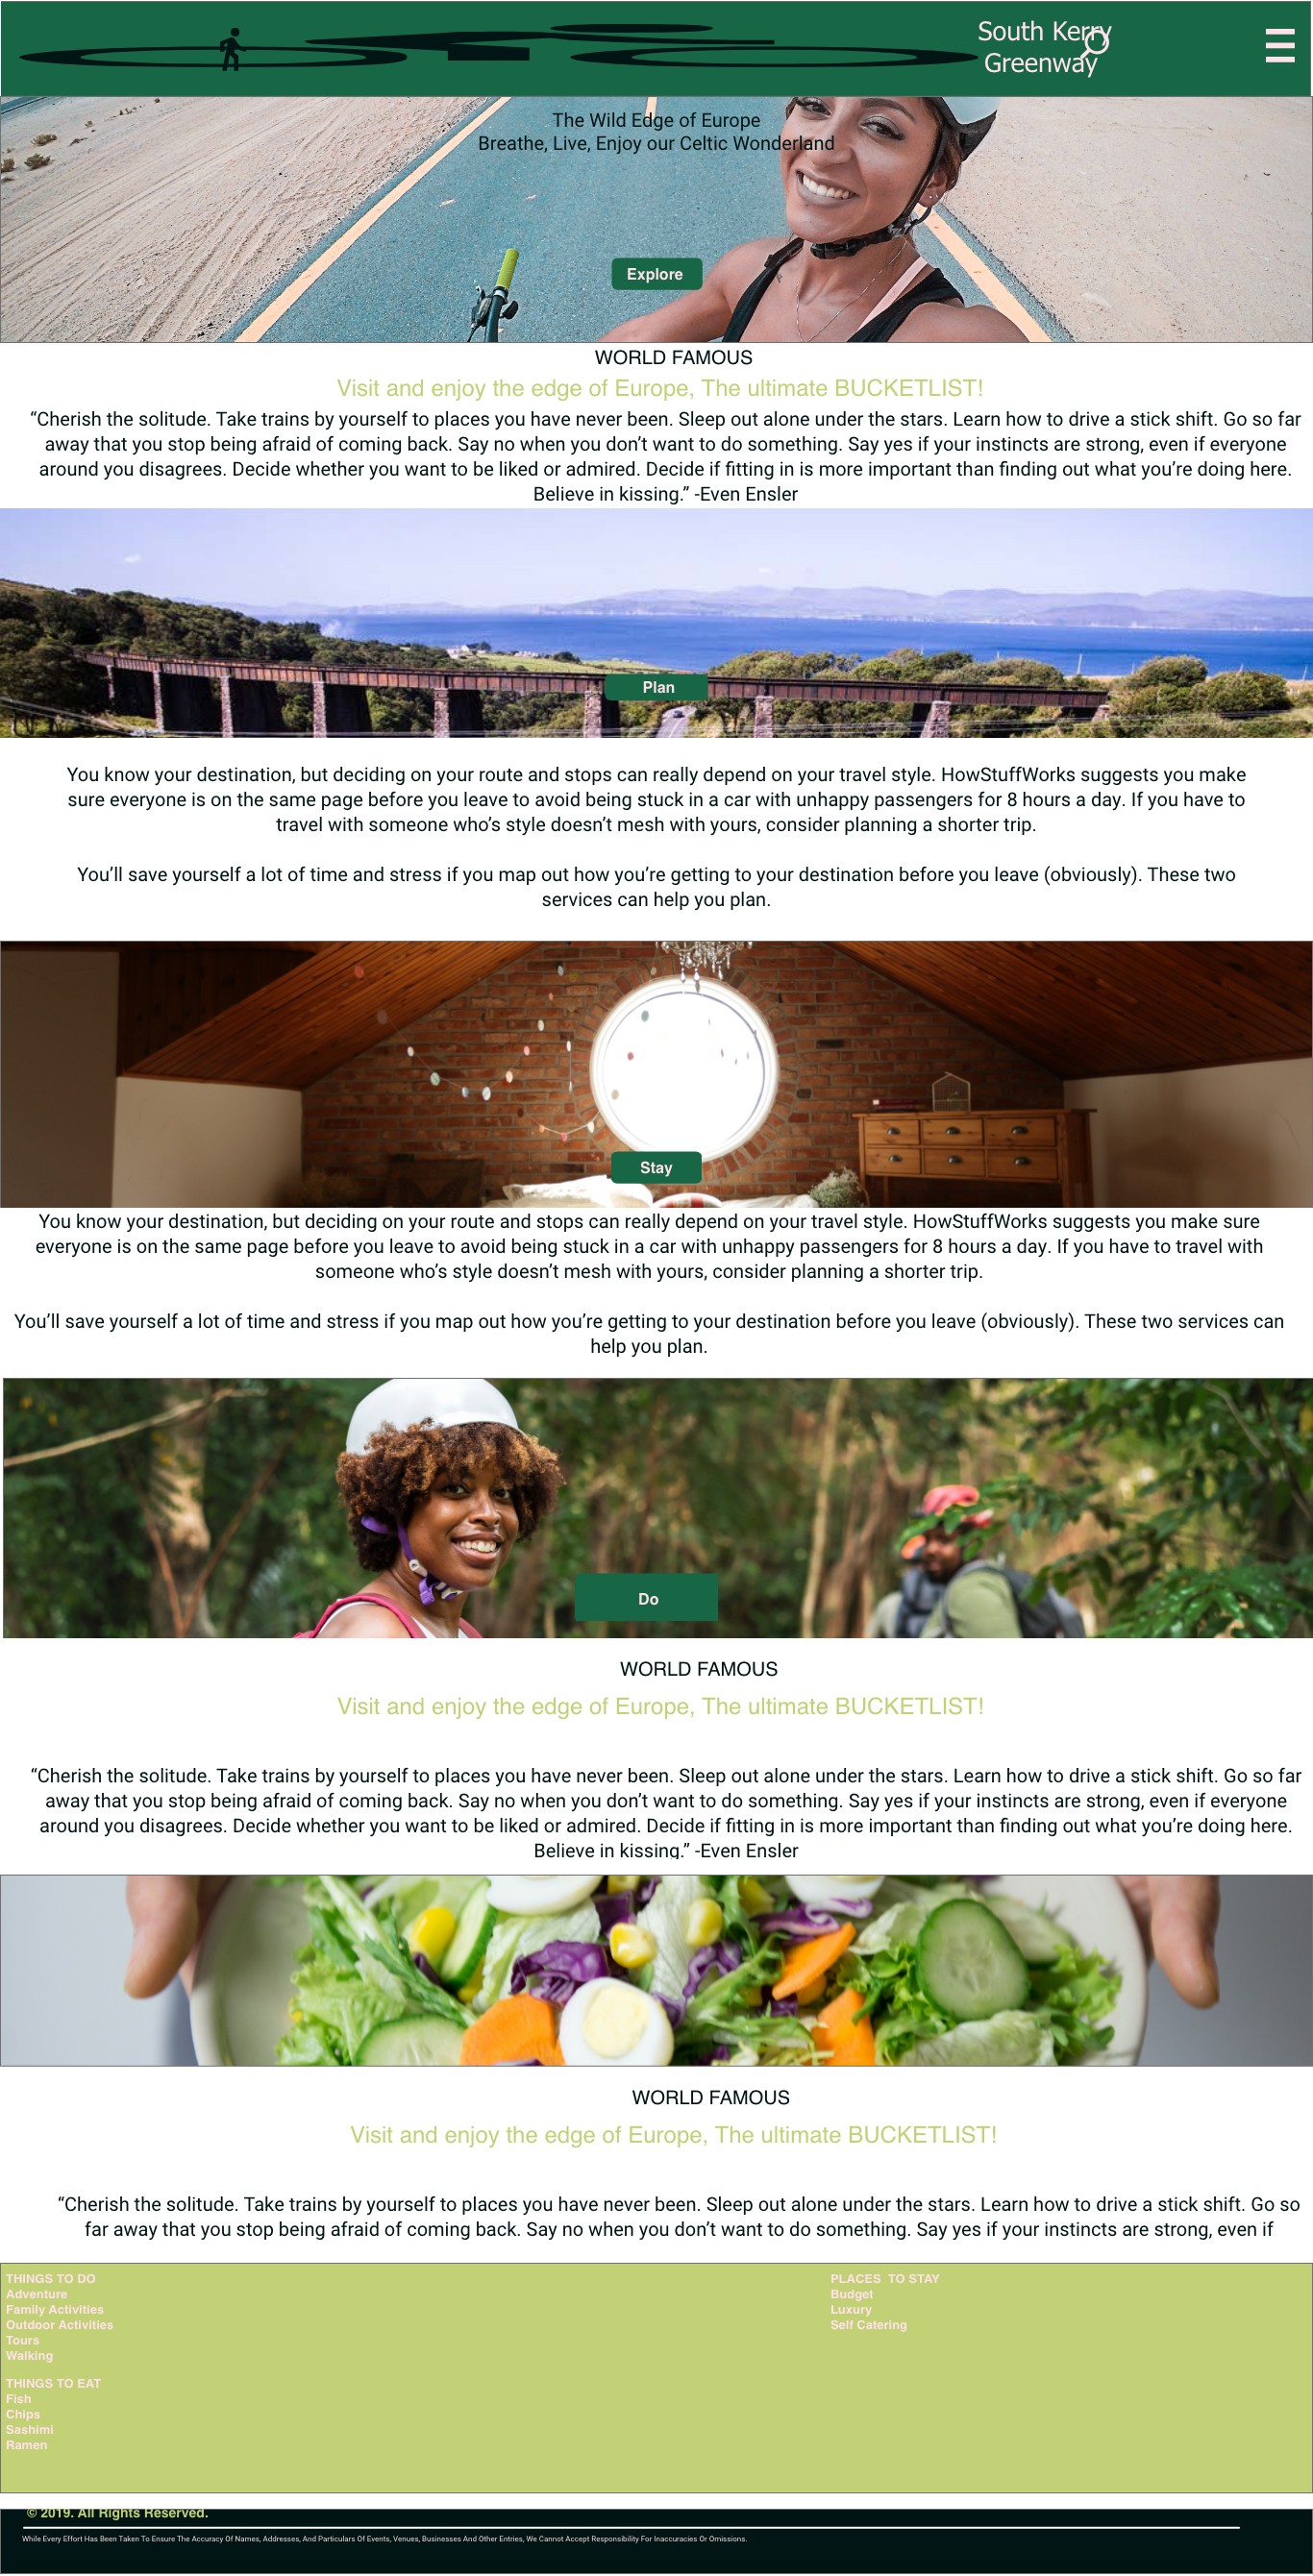 South Kerry
Greenway
The Wild Edge of Europe
Breathe, Live, Enjoy our Celtic Wonderland
Explore
WORLD FAMOUS
Visit and enjoy the edge of Europe, The ultimate BUCKETLIST!
“Cherish the solitude. Take trains by yourself to places you have never been. Sleep out alone under the stars. Learn how to drive a stick shift. Go so far
away that you stop being afraid of coming back. Say no when you don’t want to do something. Say yes if your instincts are strong, even if everyone
around you disagrees. Decide whether you want to be liked or admired. Decide if fitting in is more important than finding out what you’re doing here.
Believe in kissing.” -Even Ensler
Plan
You know your destination, but deciding on your route and stops can really depend on your travel style. HowStuffWorks suggests you make
sure everyone is on the same page before you leave to avoid being stuck in a car with unhappy passengers for 8 hours a day. If you have to
travel with someone who’s style doesn’t mesh with yours, consider planning a shorter trip.
You’ll save yourself a lot of time and stress if you map out how you’re getting to your destination before you leave (obviously). These two
services can help you plan.
Stay
You know your destination, but deciding on your route and stops can really depend on your travel style. HowStuffWorks suggests you make sure
everyone is on the same page before you leave to avoid being stuck in a car with unhappy passengers for 8 hours a day. If you have to travel with
someone who’s style doesn’t mesh with yours, consider planning a shorter trip.
You’ll save yourself a lot of time and stress if you map out how you’re getting to your destination before you leave (obviously). These two services can
help you plan.
Do
WORLD FAMOUS
Visit and enjoy the edge of Europe, The ultimate BUCKETLIST!
“Cherish the solitude. Take trains by yourself to places you have never been. Sleep out alone under the stars. Learn how to drive a stick shift. Go so far
away that you stop being afraid of coming back. Say no when you don’t want to do something. Say yes if your instincts are strong, even if everyone
around you disagrees. Decide whether you want to be liked or admired. Decide if fitting in is more important than finding out what you’re doing here.
Believe in kissing.” -Even Ensler
WORLD FAMOUS
Visit and enjoy the edge of Europe, The ultimate BUCKETLIST!
“Cherish the solitude. Take trains by yourself to places you have never been. Sleep out alone under the stars. Learn how to drive a stick shift. Go so
far away that you stop being afraid of coming back. Say no when you don’t want to do something. Say yes if your instincts are strong, even if
THINGS TO DO
Adventure
Family Activities
Outdoor Activities
Tours
Walking
THINGS TO EAT
Fish
Chips
Sashimi
Ramen
PLACES TO STAY
Budget
Luxury
Self Catering
© 2019. All Rights Reserved.
While Every Effort Has Been Taken To Ensure The Accuracy Of Names, Addresses, And Particulars Of Events, Venues, Businesses And Other Entries, We Cannot Accept Responsibility For Inaccuracies Or Omissions.